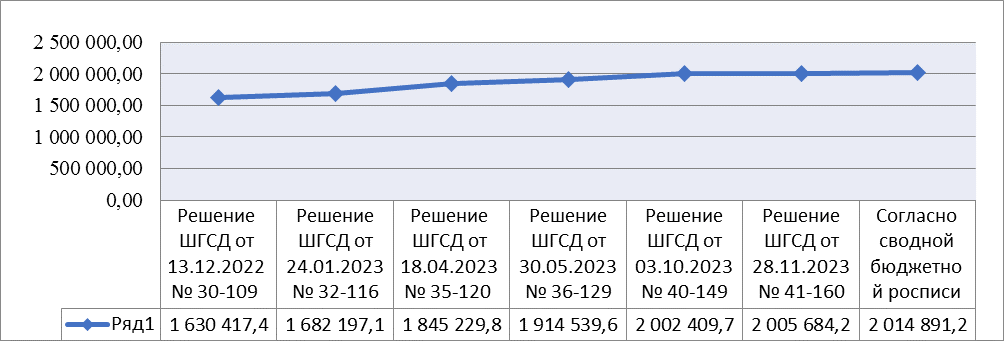 2 500 000,00
2 000 000,00
1 500 000,00
1 000 000,00
500 000,00
0,00
Решение
ШГСД от
13.12.2022
№ 30-109
Решение
ШГСД от
24.01.2023
№ 32-116
Решение
ШГСД от
18.04.2023
№ 35-120
Решение
ШГСД от
30.05.2023
№ 36-129
Решение
ШГСД от
03.10.2023
№ 40-149
Решение
ШГСД от
28.11.2023
№ 41-160
Согласно
сводной
бюджетно
й росписи
Ряд1 1 630 417,4 1 682 197,1 1 845 229,8 1 914 539,6 2 002 409,7 2 005 684,2 2 014 891,2